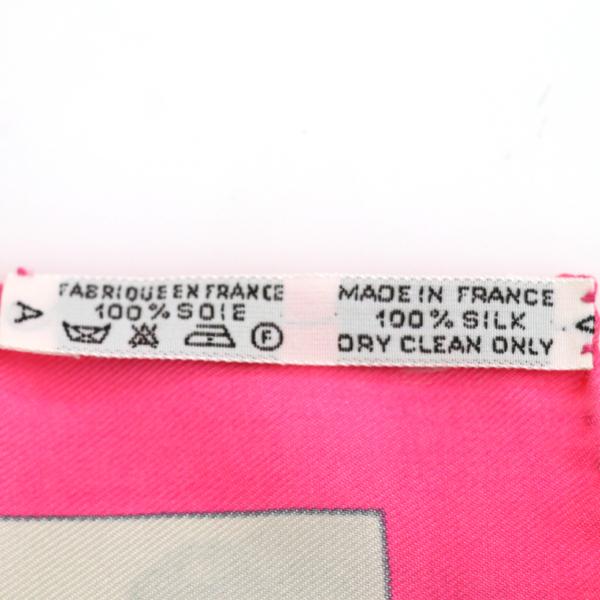 A
FABRIQUE EN FRANCE
100% SOIE
F
MADE IN FRANCE
100% SILK
DRY CLEAN ONLY
A